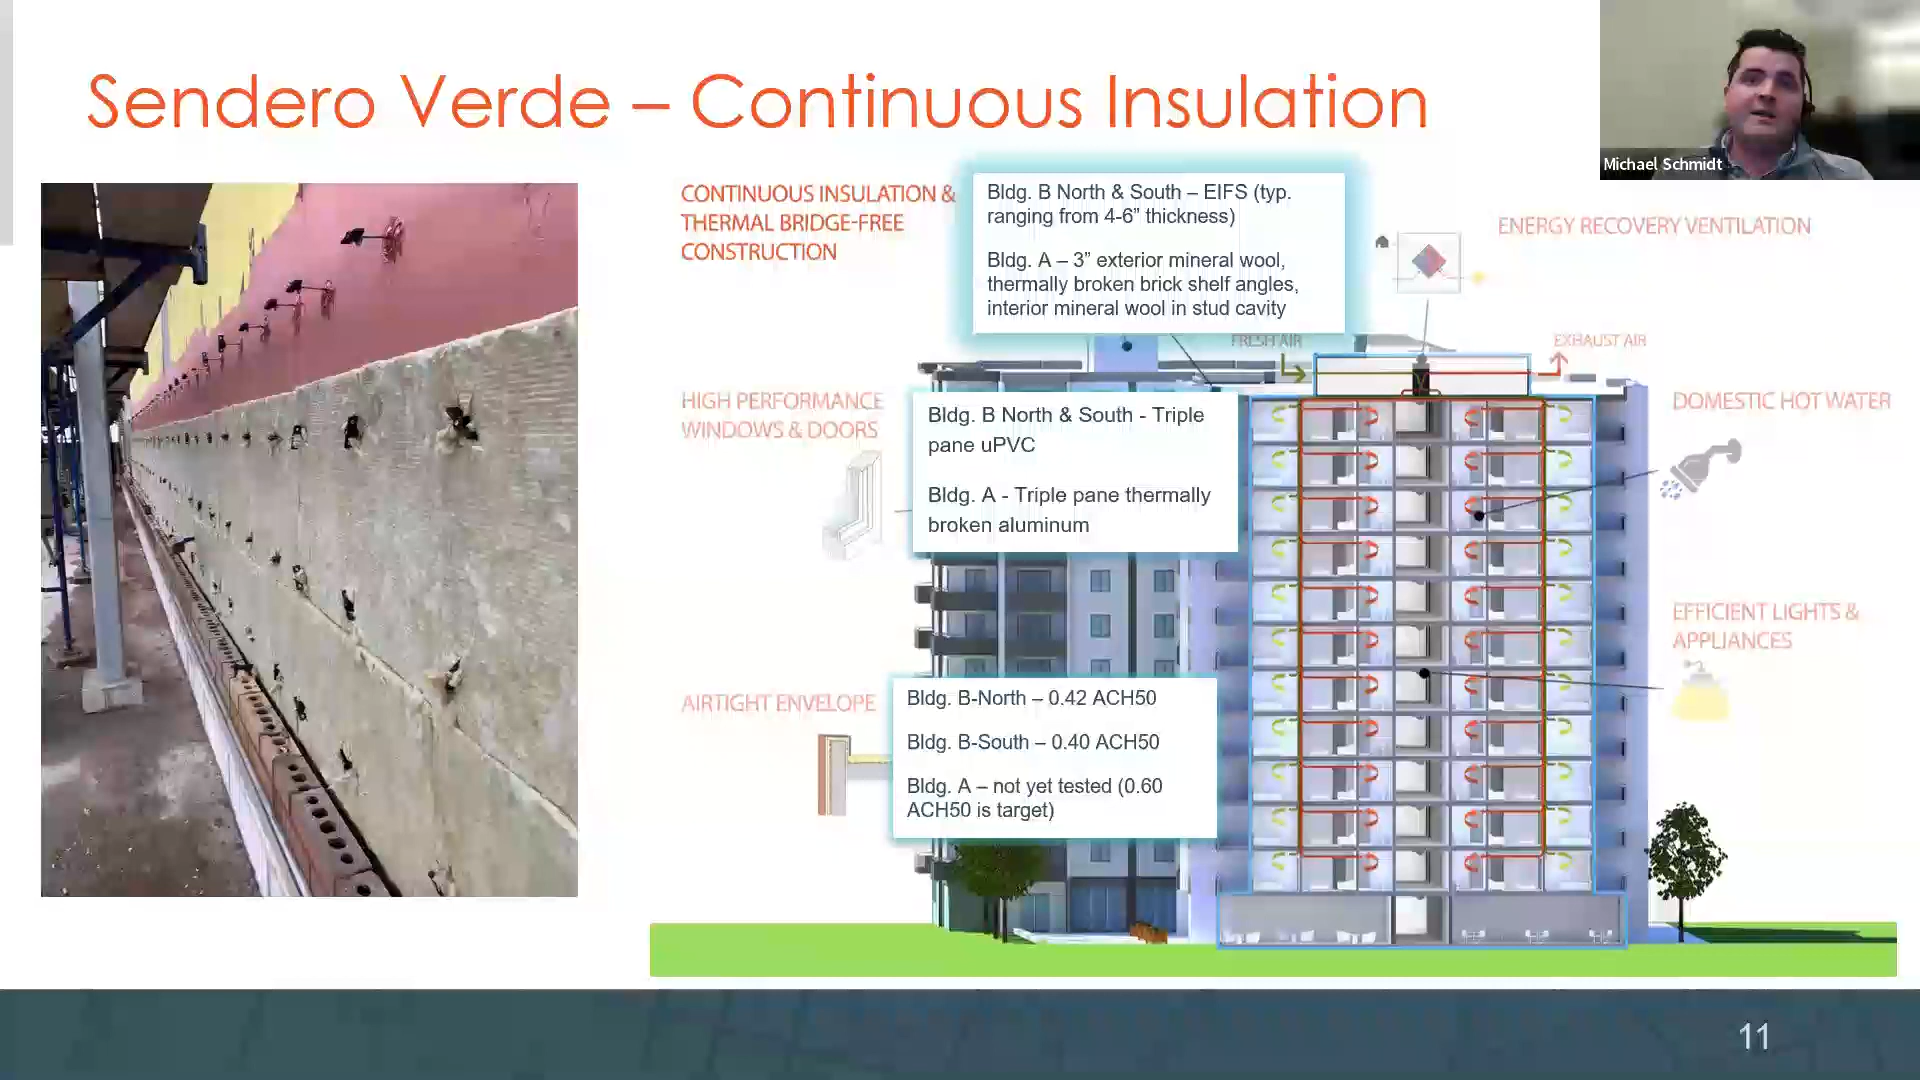 Sendero Verde – Continuous Insulation
Michael Schmidt
CONTINUOUS INSULATION &
THERMAL BRIDGE-FREE
CONSTRUCTION
Bldg. B North & South – EIFS (typ.
ranging from 4-6” thickness)
Bldg. A – 3” exterior mineral wool,
thermally broken brick shelf angles,
interior mineral wool in stud cavity
ENERGY RECOVERY VENTILATION
FRESH AIR
EXHAUST AIR
HIGH PERFORMANCE
WINDOWS & DOORS
Bldg. B North & South - Triple
pane uPVC
Bldg. A - Triple pane thermally
broken aluminum
DOMESTIC HOT WATER
EFFICIENT LIGHTS &
APPLIANCES
AIRTIGHT ENVELOPE
Bldg. B-North – 0.42 ACH50
Bldg. B-South – 0.40 ACH50
Bldg. A – not yet tested (0.60
ACH50 is target)
11